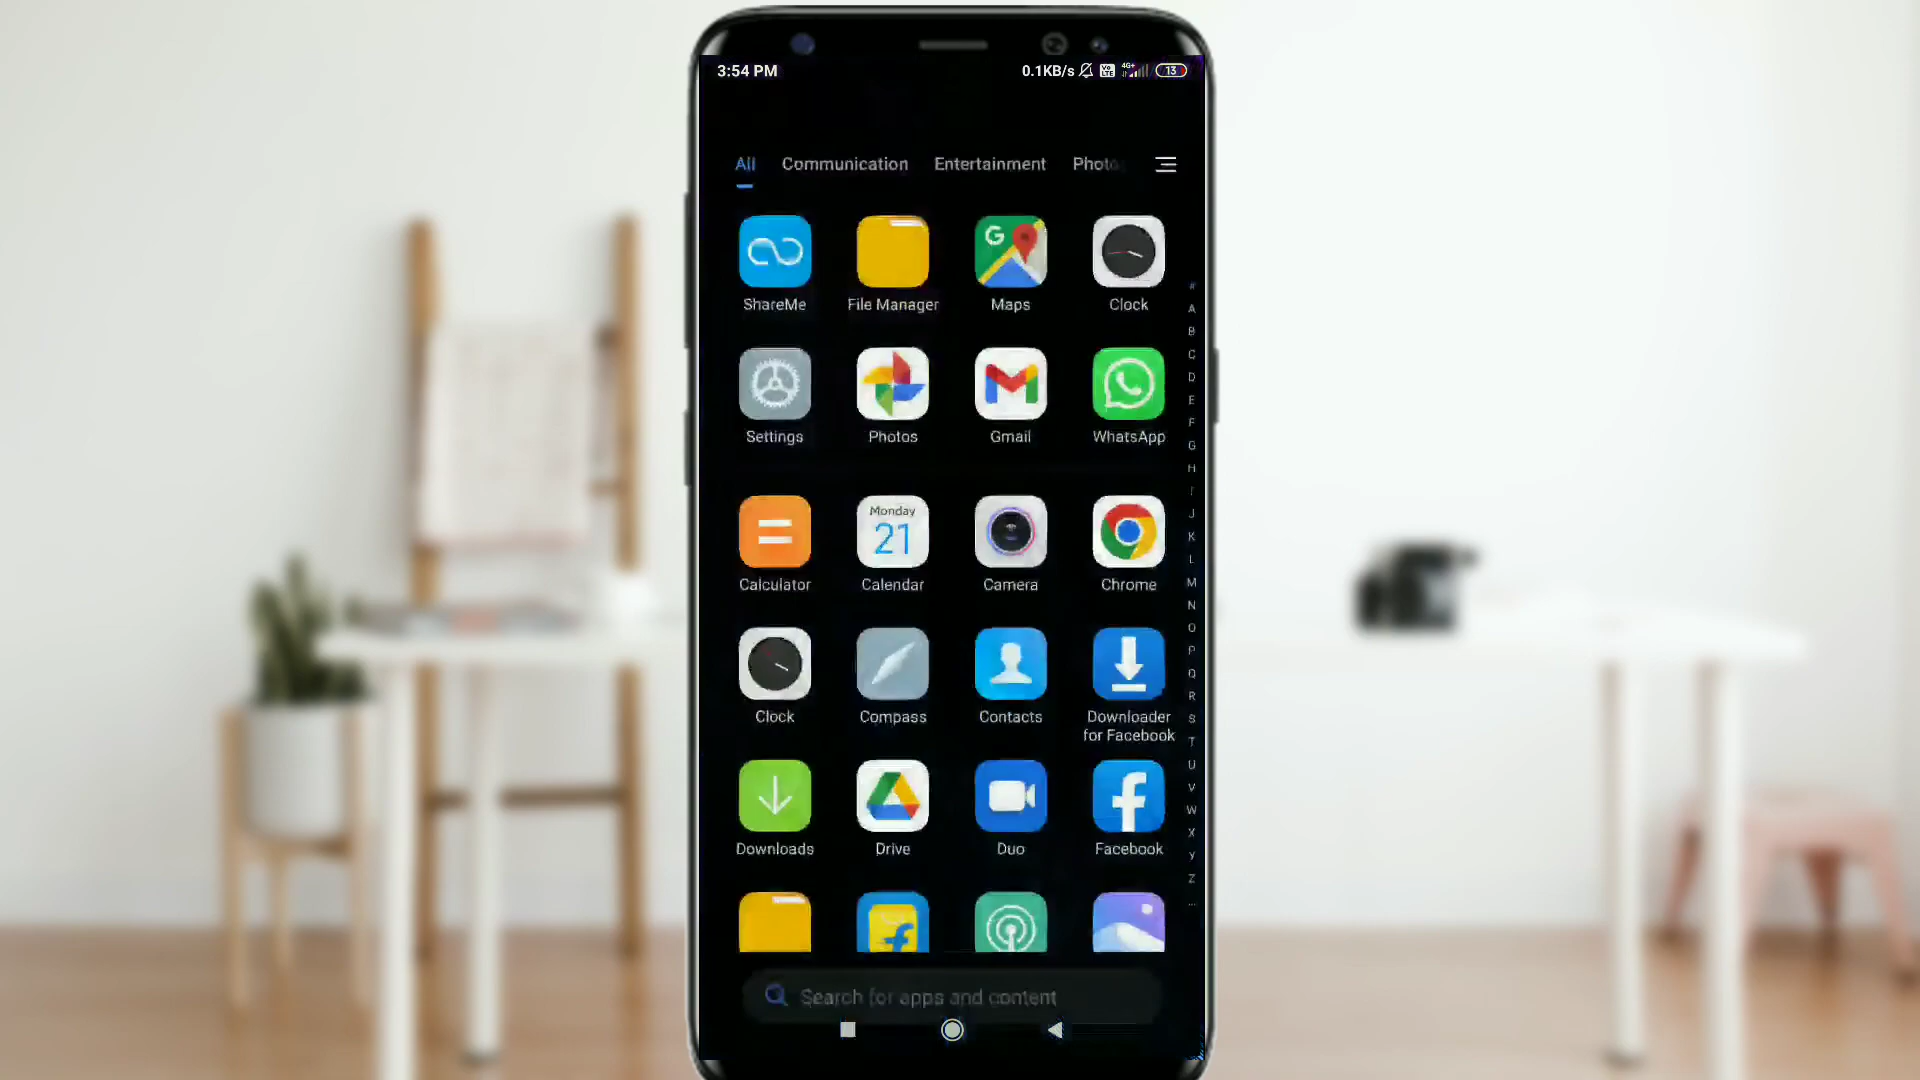 3:54 PM 0.1KB/s 4G+ 13
All Communication Entertainment Photo
ShareMe File Manager Maps Clock
Settings Photos Gmail WhatsApp
Monday
21
Calculator Calendar Camera Chrome
Clock Compass Contacts Downloader
for Facebook
Downloads Drive Duo Facebook
Search for apps and content
#
A
B
C
D
E
F
G
H
I
J
K
L
M
N
O
P
Q
R
S
T
U
V
W
X
Y
Z
...